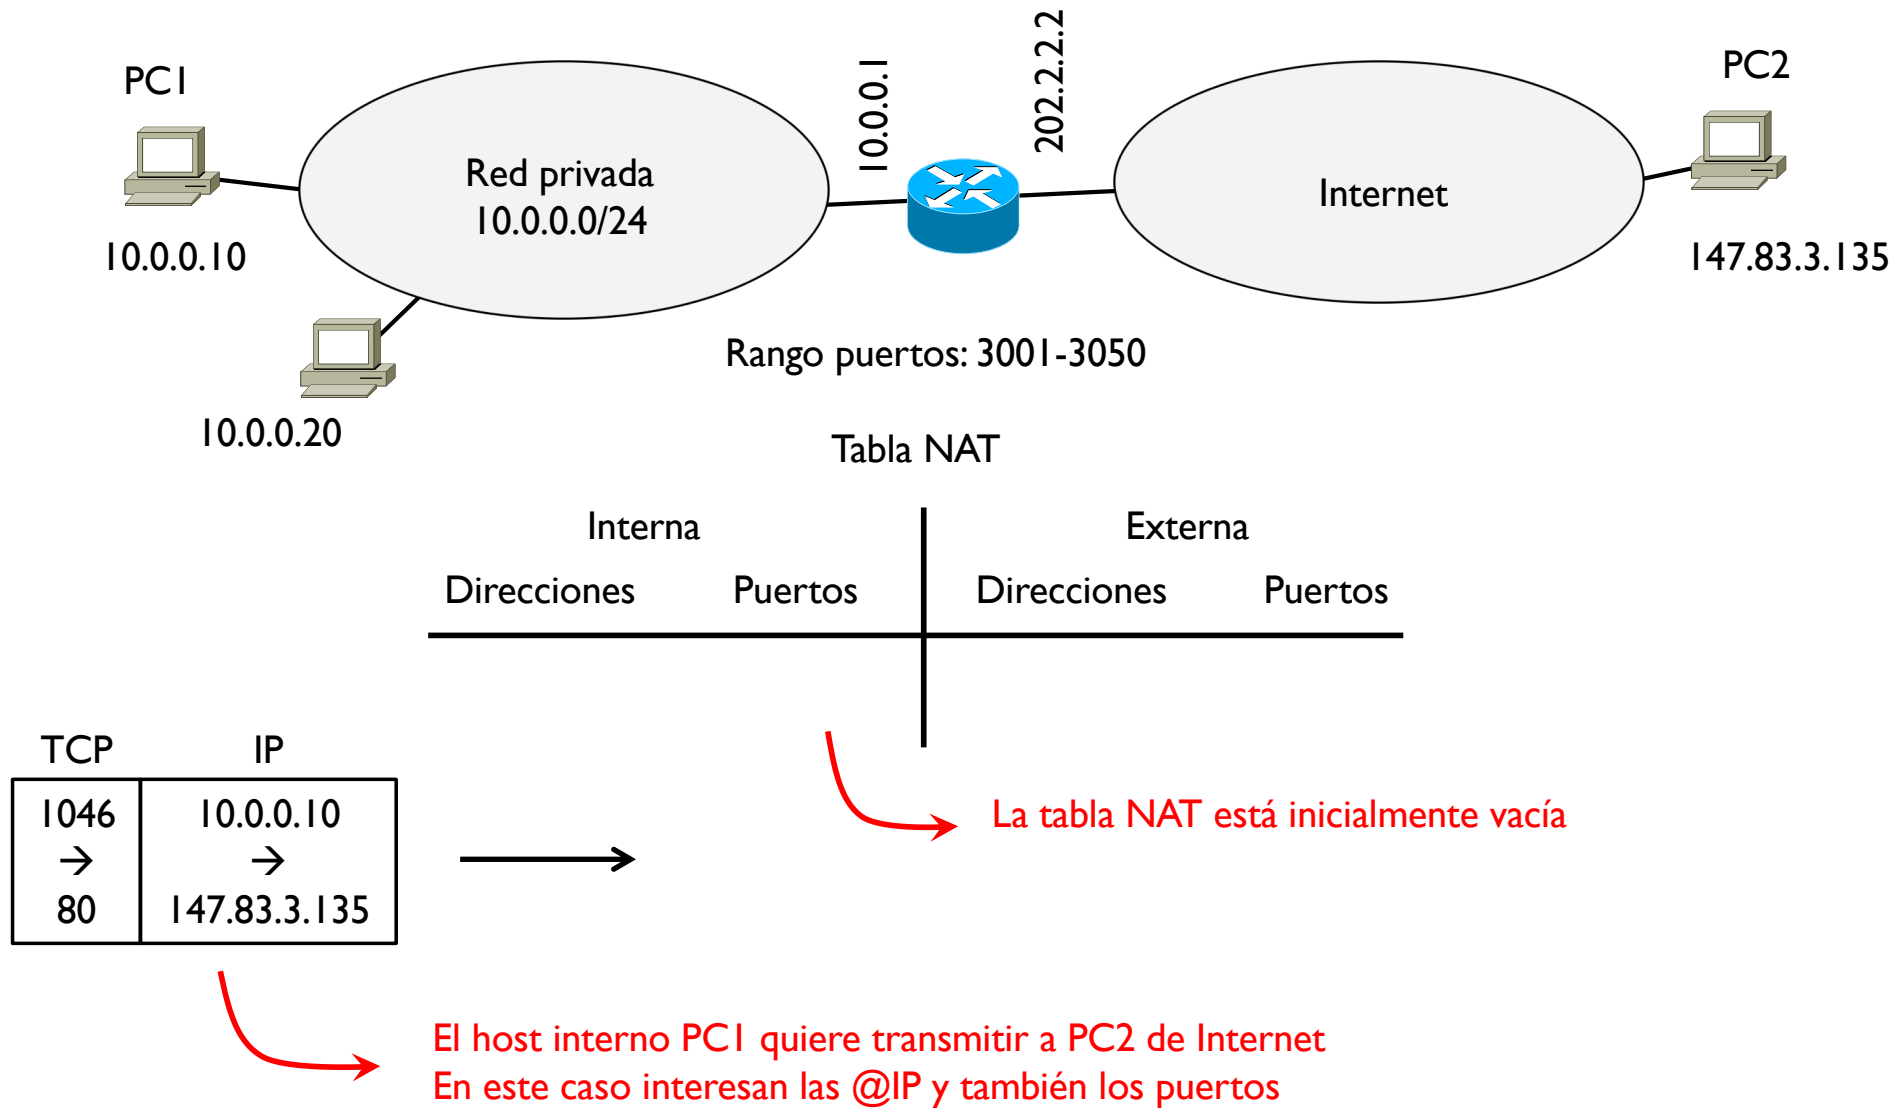 PC1
10.0.0.10
10.0.0.20
Red privada
10.0.0.0/24
10.0.0.1
202.2.2.2
Internet
PC2
147.83.3.135
Rango puertos: 3001-3050
Tabla NAT
Interna Externa
Direcciones Puertos Direcciones Puertos
TCP IP
1046 10.0.0.10
→ →
80 147.83.3.135
La tabla NAT está inicialmente vacía
El host interno PC1 quiere transmitir a PC2 de Internet
En este caso interesan las @IP y también los puertos